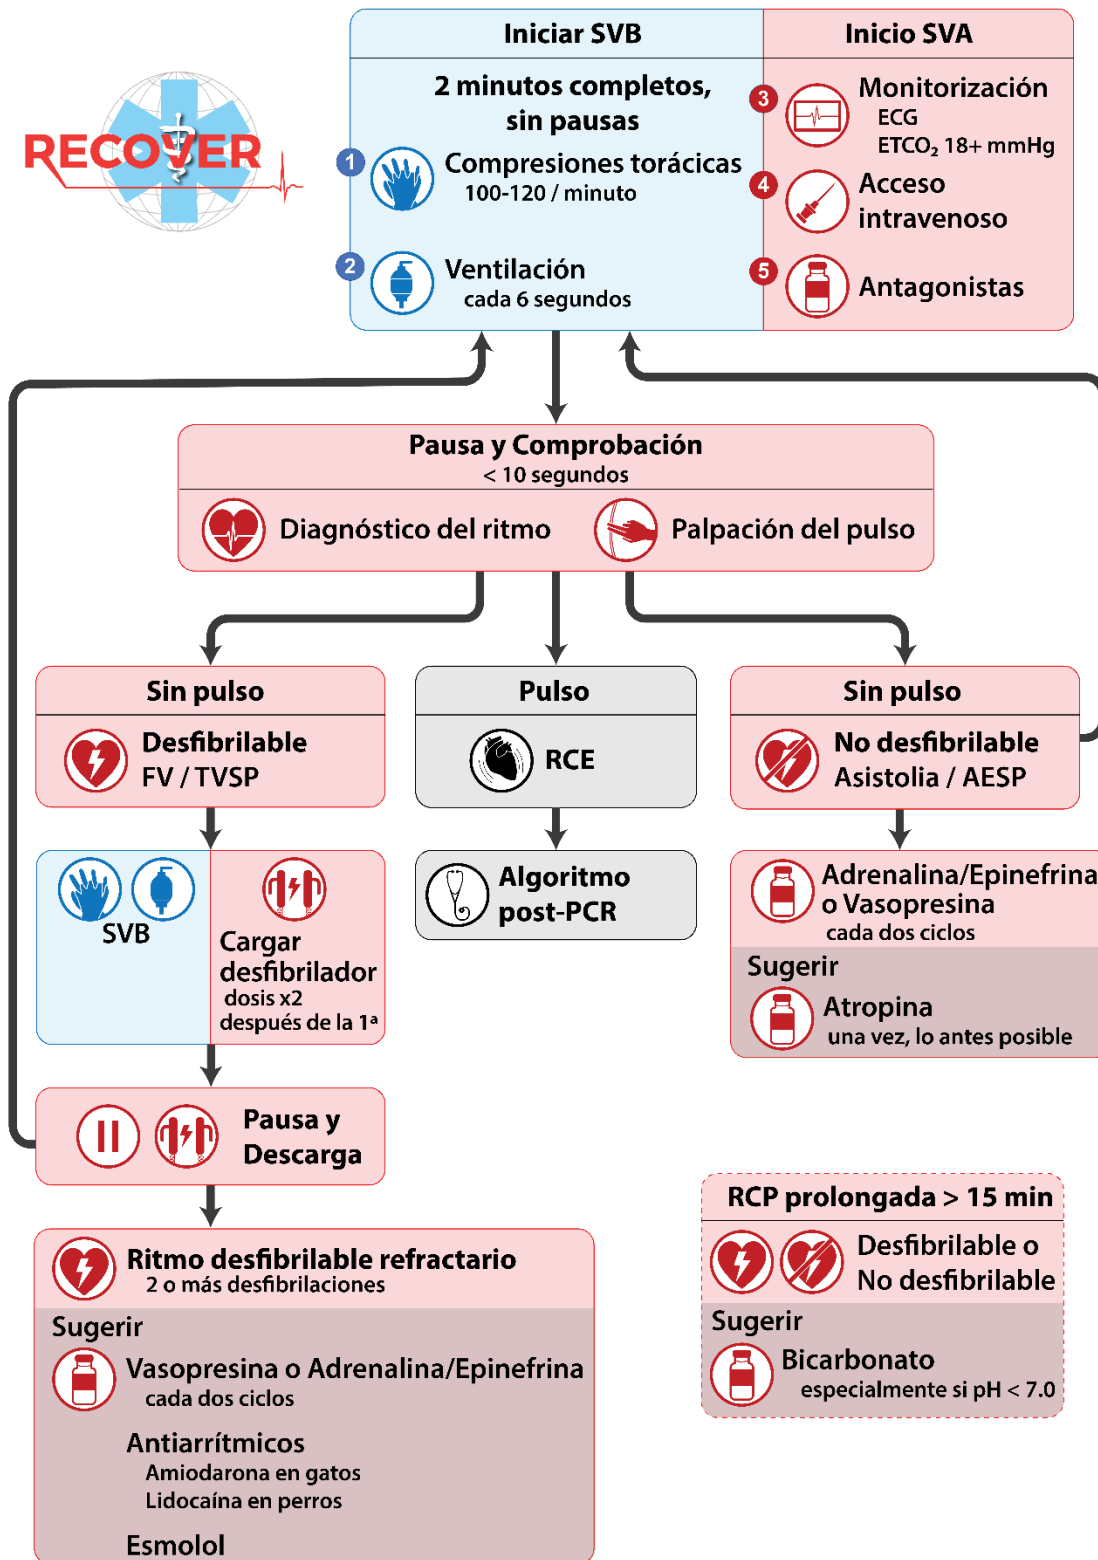 RECOVER
Iniciar SVB
2 minutos completos,
sin pausas
1
Compresiones torácicas
100-120 / minuto
2
Ventilación
cada 6 segundos
Inicio SVA
3
Monitorización
ECG
ETCO₂ 18+ mmHg
4
Acceso
intravenoso
5
Antagonistas
Pausa y Comprobación
< 10 segundos
Diagnóstico del ritmo
Palpación del pulso
Sin pulso
Desfibrilable
FV / TVSP
SVB
Cargar
desfibrilador
dosis x2
después de la 1ª
Pausa y
Descarga
Ritmo desfibrilable refractario
2 o más desfibrilaciones
Sugerir
Vasopresina o Adrenalina/Epinefrina
cada dos ciclos
Antiarrítmicos
Amiodarona en gatos
Lidocaína en perros
Esmolol
Pulso
RCE
Algoritmo
post-PCR
Sin pulso
No desfibrilable
Asistolia / AESP
Adrenalina/Epinefrina
o Vasopresina
cada dos ciclos
Sugerir
Atropina
una vez, lo antes posible
RCP prolongada > 15 min
Desfibrilable o
No desfibrilable
Sugerir
Bicarbonato
especialmente si pH < 7.0